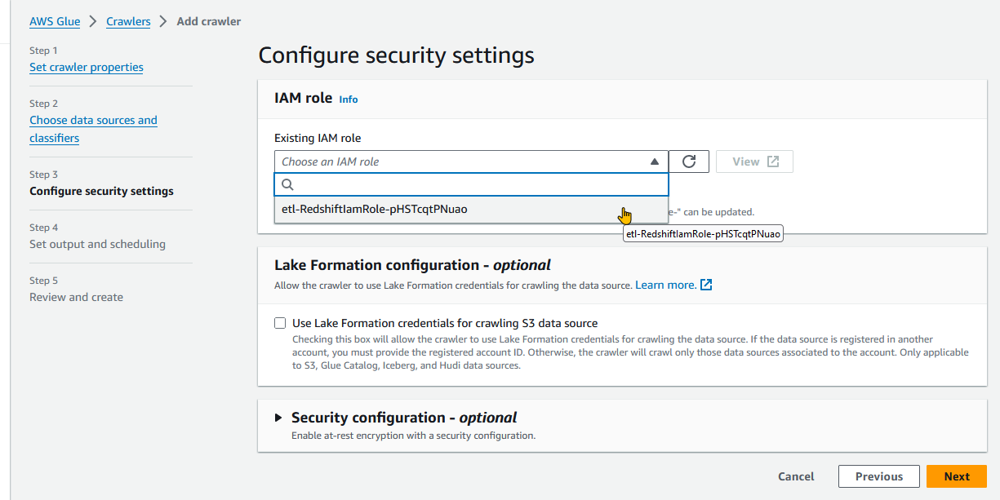 AWS Glue > Crawlers > Add crawler
Step 1
Set crawler properties
Step 2
Choose data sources and
classifiers
Step 3
Configure security settings
Step 4
Set output and scheduling
Step 5
Review and create
Configure security settings
IAM role Info
Existing IAM role
Choose an IAM role
View
etl-RedshiftIamRole-pHSTcqtPNuao
e-" can be updated.
etl-RedshiftIamRole-pHSTcqtPNuao
Lake Formation configuration - optional
Allow the crawler to use Lake Formation credentials for crawling the data source. Learn more.
Use Lake Formation credentials for crawling S3 data source
Checking this box will allow the crawler to use Lake Formation credentials for crawling the data source. If the data source is registered in another
account, you must provide the registered account ID. Otherwise, the crawler will crawl only those data sources associated to the account. Only applicable
to S3, Glue Catalog, Iceberg, and Hudi data sources.
Security configuration - optional
Enable at-rest encryption with a security configuration.
Cancel
Previous
Next